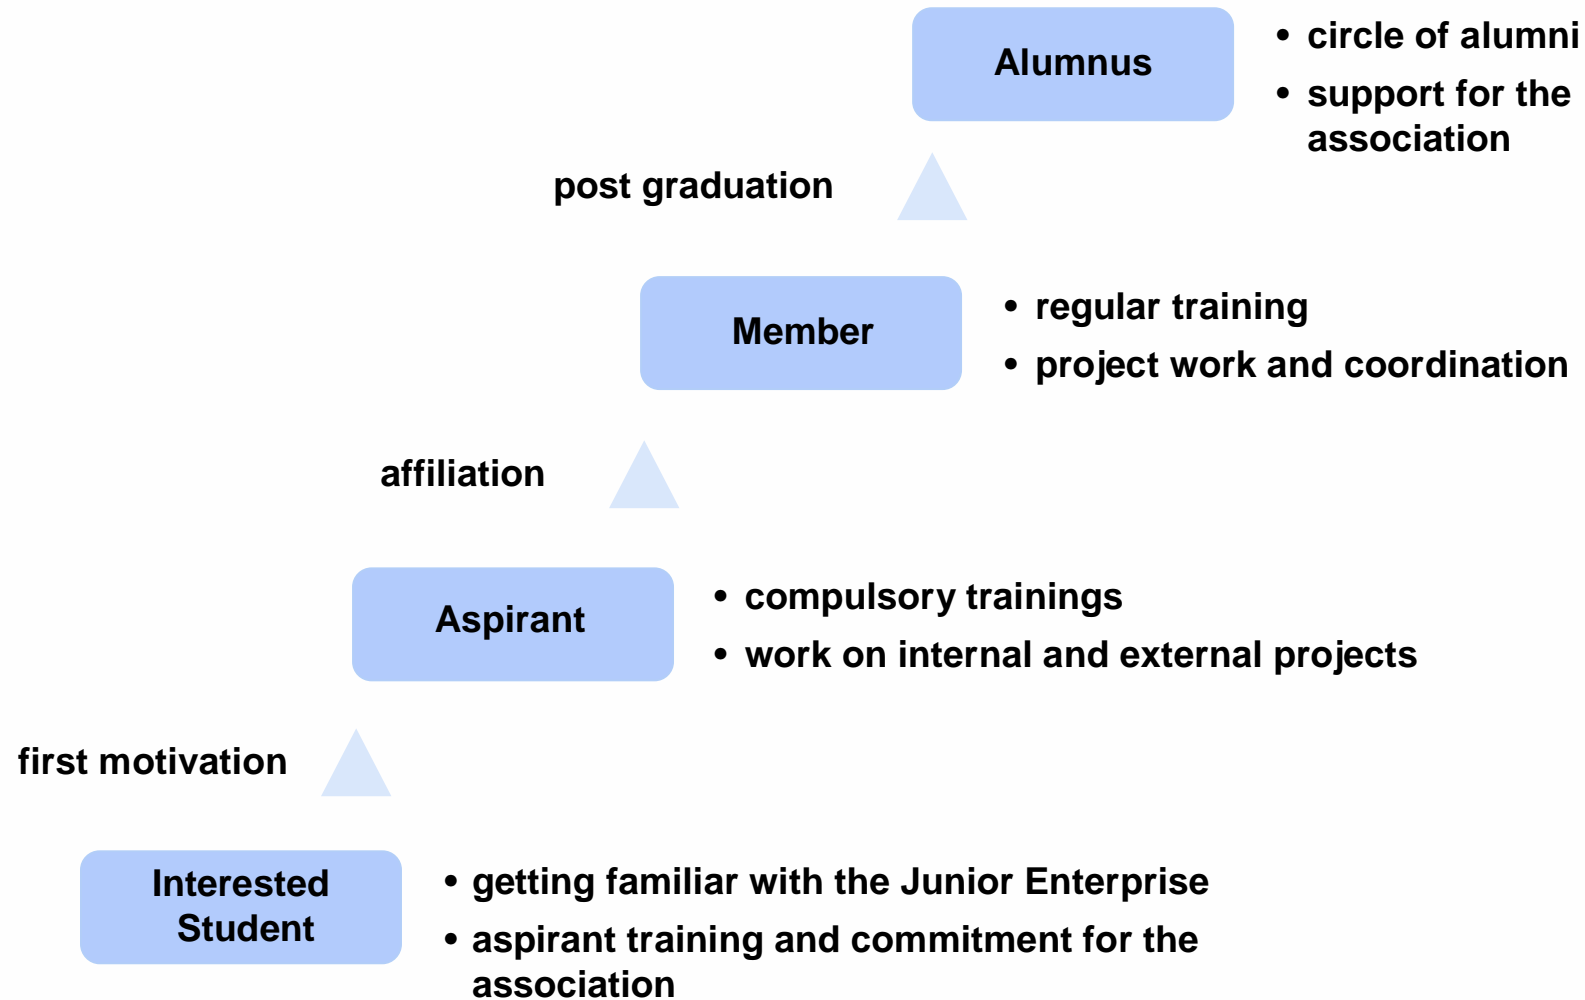 Alumnus
• circle of alumni
• support for the
association
post graduation
Member
• regular training
• project work and coordination
affiliation
Aspirant
• compulsory trainings
• work on internal and external projects
first motivation
Interested
Student
• getting familiar with the Junior Enterprise
• aspirant training and commitment for the
association